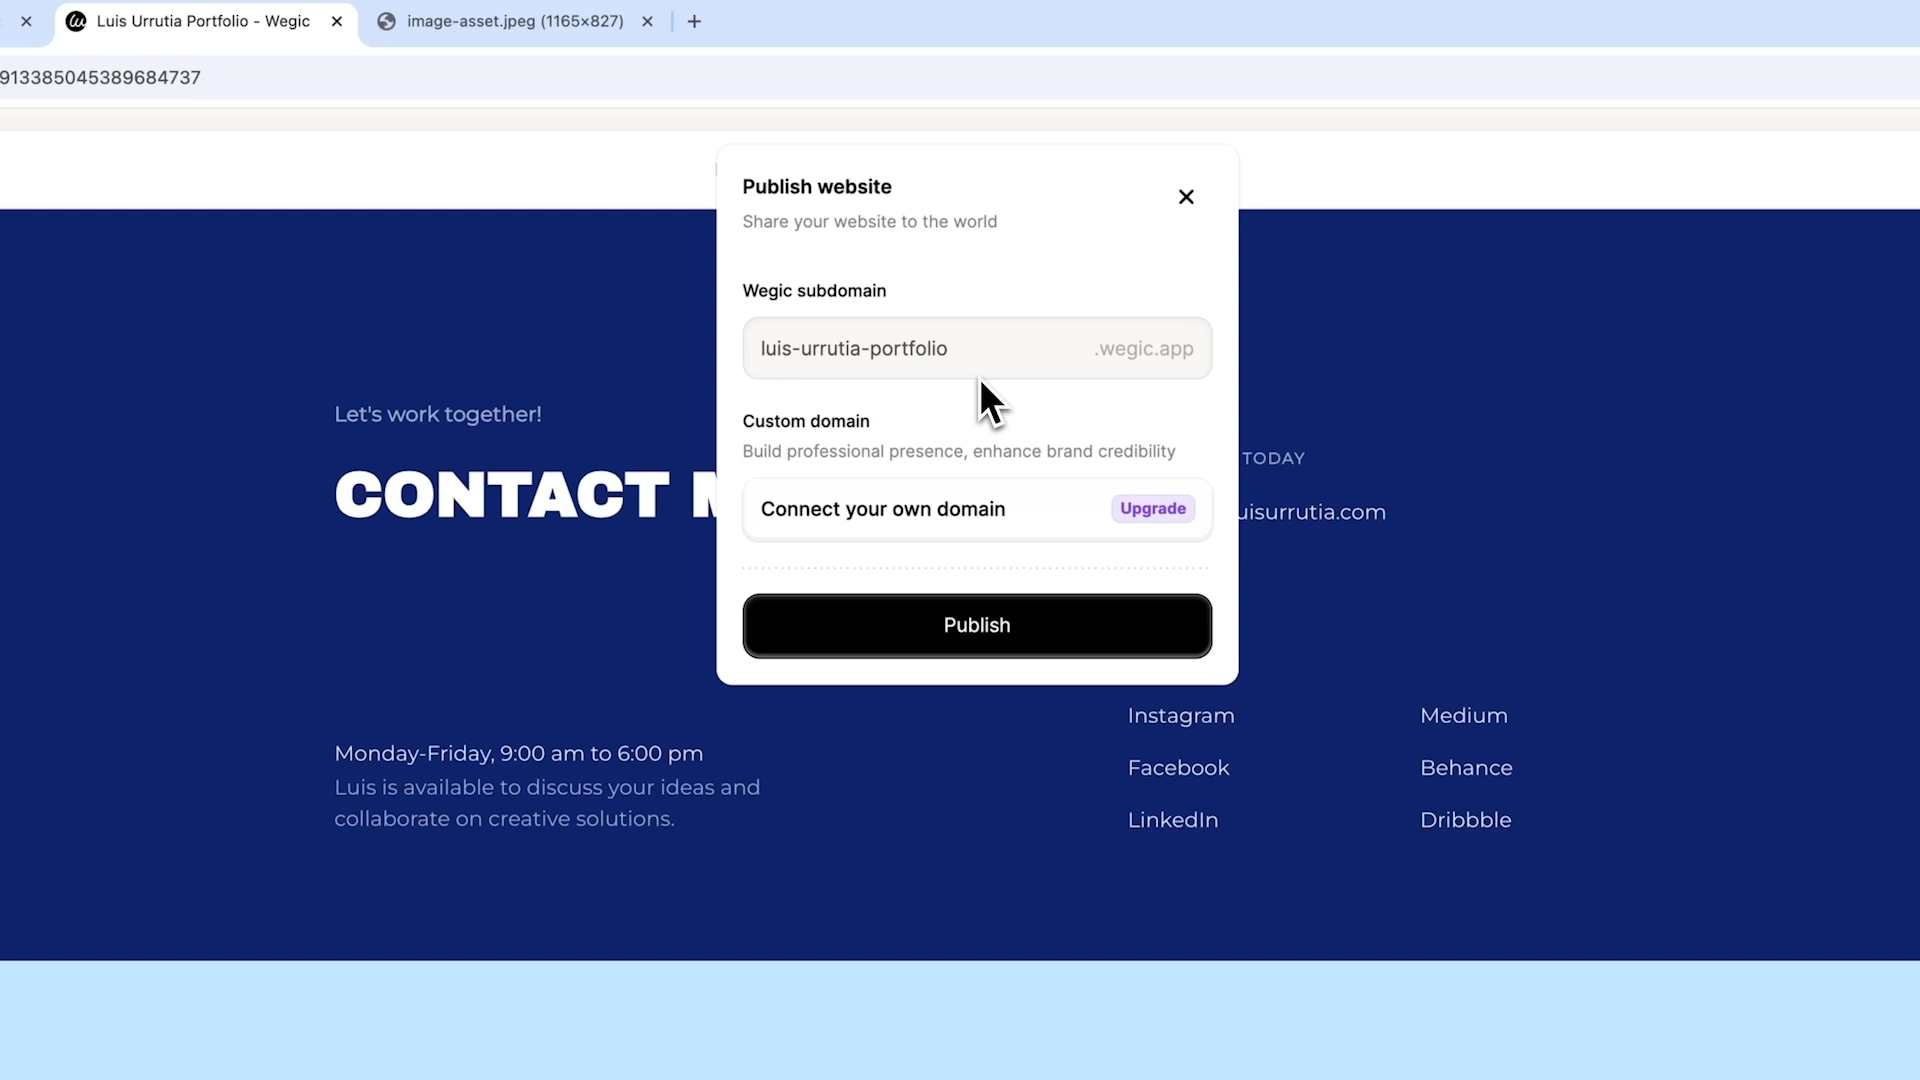 Luis Urrutia Portfolio - Wegic
image-asset.jpeg (1165×827)
913385045389684737
Publish website
Share your website to the world
Wegic subdomain
luis-urrutia-portfolio .wegic.app
Custom domain
Build professional presence, enhance brand credibility
Connect your own domain Upgrade
Publish
Let's work together!
CONTACT M
TODAY
uisurrutia.com
Monday-Friday, 9:00 am to 6:00 pm
Luis is available to discuss your ideas and
collaborate on creative solutions.
Instagram
Facebook
LinkedIn
Medium
Behance
Dribbble